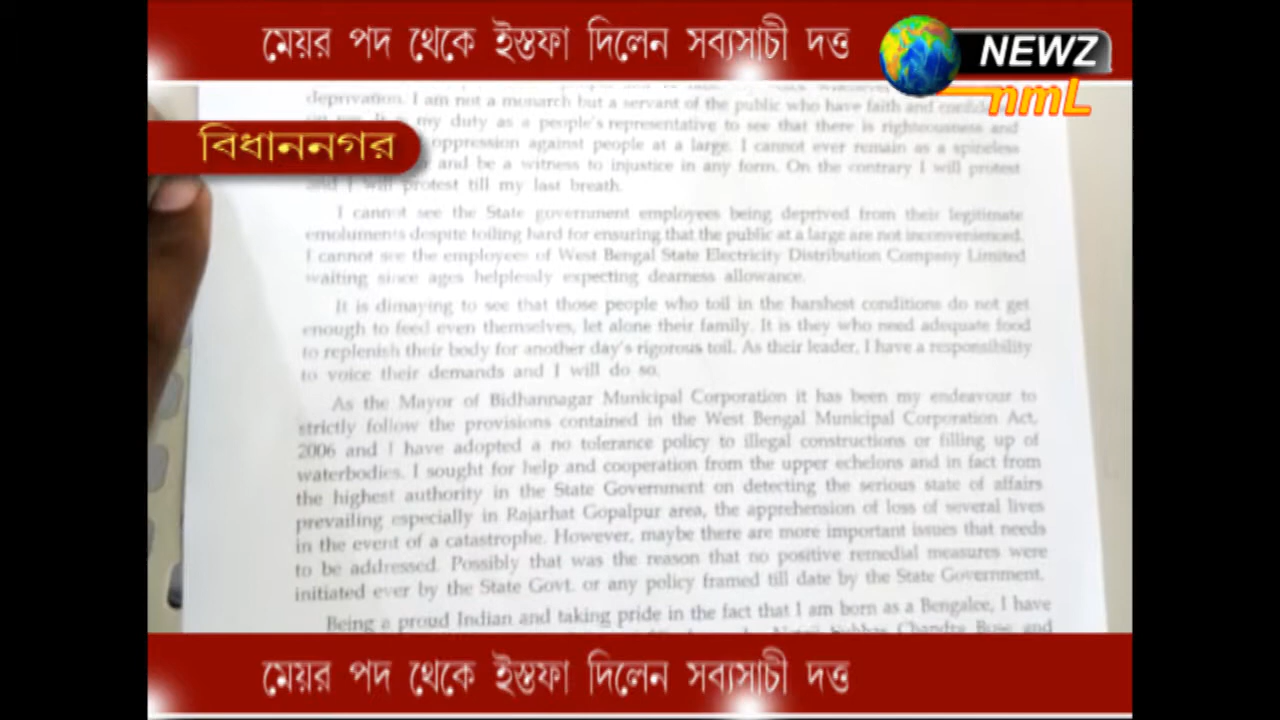 মেয়র পদ থেকে ইস্তফা দিলেন সব্যসাচী দত্ত
NEWZ
nmL
deprivation. I am not a monarch but a servant of the public who have faith and
বিধাননগর
my duty as a people's representative to see that there is righteousness and
oppression against people at a large. I cannot ever remain as a spineless
and be a witness to injustice in any form. On the contrary I will protest
and I will protest till my last breath.
I cannot see the State government employees being deprived from their legitimate
emoluments despite toiling hard for ensuring that the public at a large are not inconvenienced.
I cannot see the employees of West Bengal State Electricity Distribution Company Limited
waiting since ages helplessly expecting dearness allowance.
It is dimaying to see that those people who toil in the harshest conditions do not get
enough to feed even themselves, let alone their family. It is they who need adequate food
to replenish their body for another day's rigorous toil. As their leader, I have a responsibility
to voice their demands and I will do so.
As the Mayor of Bidhannagar Municipal Corporation it has been my endeavour to
strictly follow the provisions contained in the West Bengal Municipal Corporation Act,
2006 and I have adopted a no tolerance policy to illegal constructions or filling up of
waterbodies. I sought for help and cooperation from the upper echelons and in fact from
the highest authority in the State Government on detecting the serious state of affairs
prevailing especially in Rajarhat Gopalpur area, the apprehension of loss of several lives
in the event of a catastrophe. However, maybe there are more important issues that needs
to be addressed. Possibly that was the reason that no positive remedial measures were
initiated ever by the State Govt. or any policy framed till date by the State Government.
Being a proud Indian and taking pride in the fact that I am born as a Bengalee, I have
Chandra Bose and
মেয়র পদ থেকে ইস্তফা দিলেন সব্যসাচী দত্ত